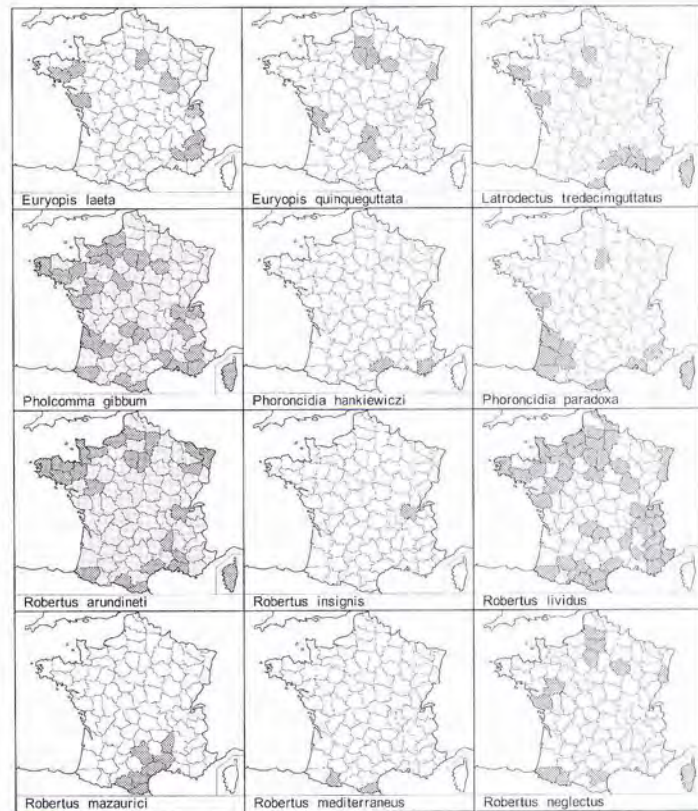 Euryopis laeta
Euryopis quinqueguttata
Latrodectus tredecimguttatus
Pholcomma gibbum
Phoroncidia hankiewiczi
Phoroncidia paradoxa
Robertus arundineti
Robertus insignis
Robertus lividus
Robertus mazaurici
Robertus mediterraneus
Robertus neglectus